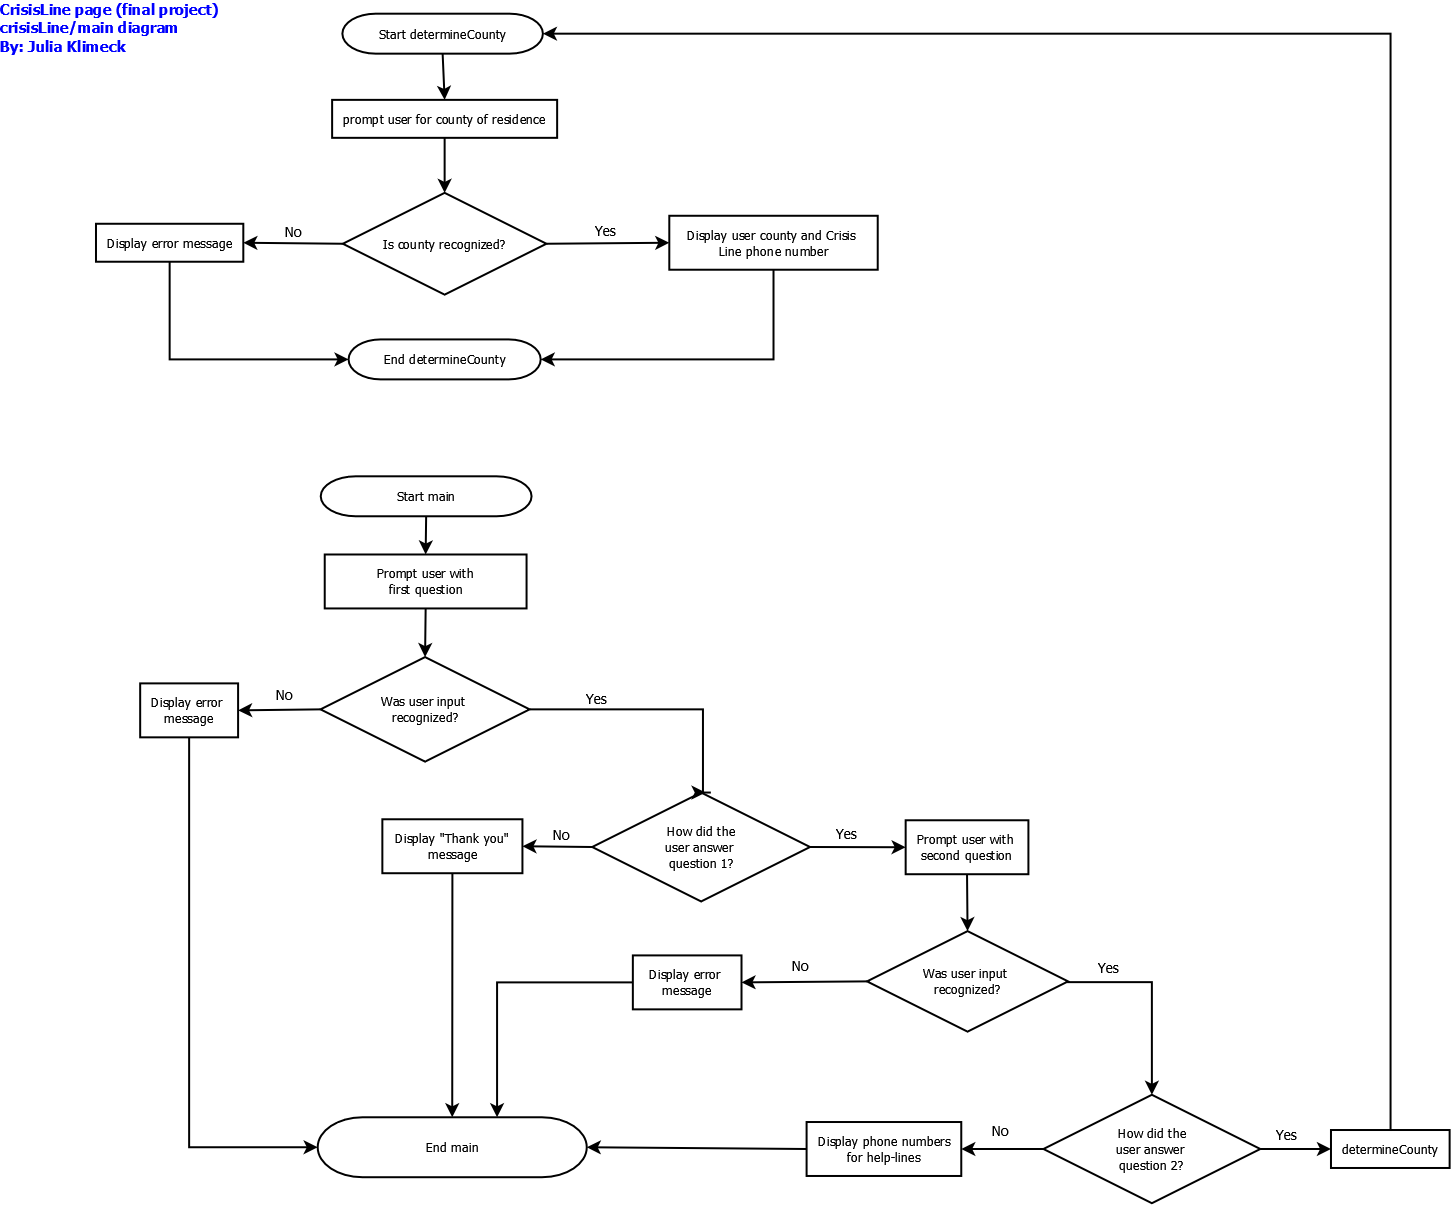 CrisisLine page (final project)
crisisLine/main diagram
By: Julia Klimeck
Start determineCounty
prompt user for county of residence
Is county recognized?
No
Yes
Display error message
Display user county and Crisis
Line phone number
End determineCounty
Start main
Prompt user with
first question
Was user input
recognized?
No
Yes
Display error
message
How did the
user answer
question 1?
No
Yes
Display "Thank you"
message
Prompt user with
second question
Was user input
recognized?
No
Yes
Display error
message
How did the
user answer
question 2?
No
Yes
Display phone numbers
for help-lines
determineCounty
End main